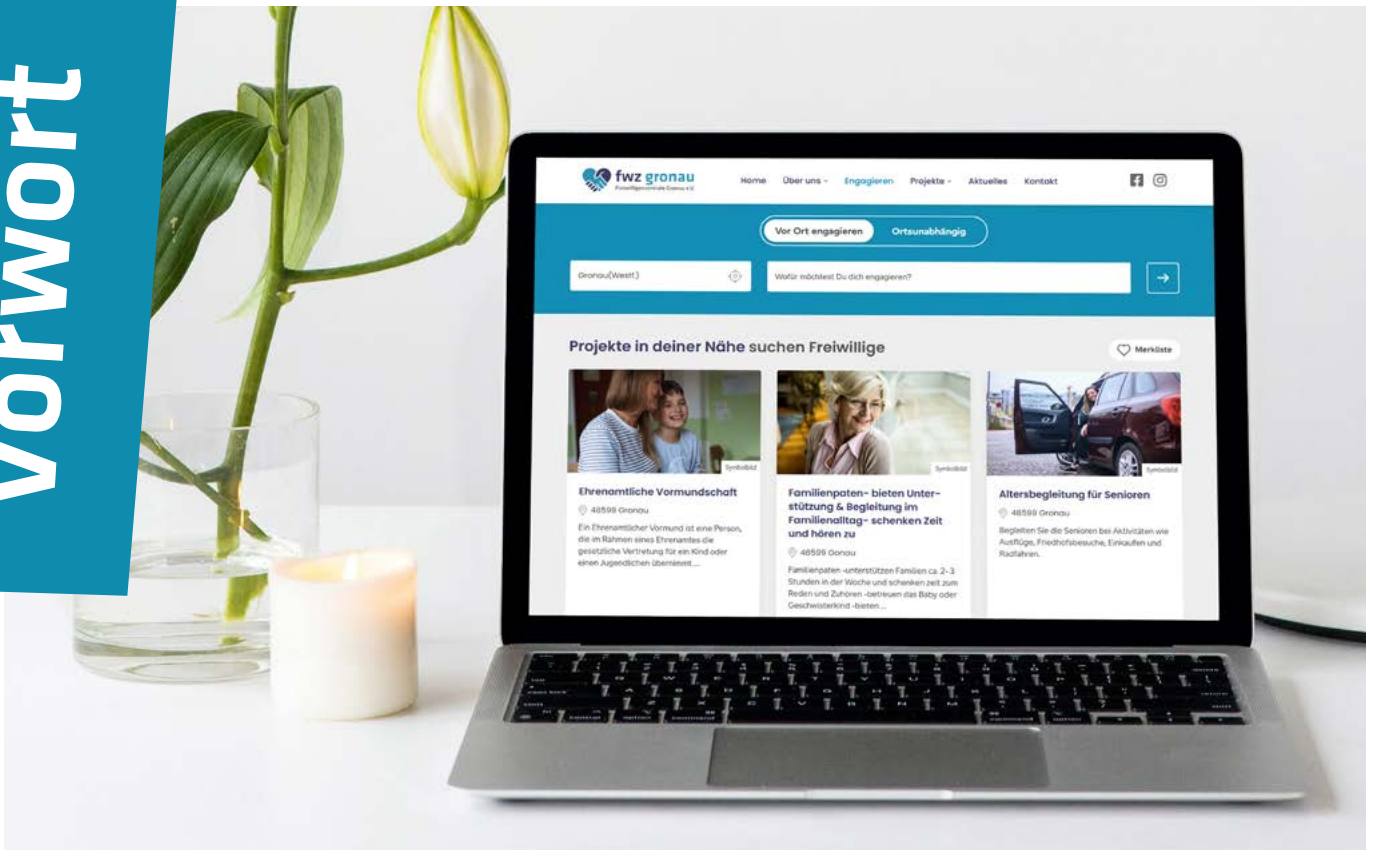 Vorwort
fwz gronau
Freiwilligenzentrale Gronau e.V.
Home Über uns Engagieren Projekte Aktuelles Kontakt
Vor Ort engagieren Ortsunabhängig
Gronau(Westf.) Wofür möchtest Du dich engagieren?
Projekte in deiner Nähe suchen Freiwillige
Merkliste
Symbolbild
Symbolbild
Symbolbild
Ehrenamtliche Vormundschaft
48599 Gronau
Ein Ehrenamtlicher Vormund ist eine Person,
die im Rahmen eines Ehrenamtes die
gesetzliche Vertretung für ein Kind oder
einen Jugendlichen übernimmt ...
Familienpaten- bieten Unter-
stützung & Begleitung im
Familienalltag- schenken Zeit
und hören zu
48599 Gonau
Familienpaten -unterstützen Familien ca. 2- 3
Stunden in der Woche und schenken zeit zum
Reden und Zuhören -betreuen das Baby oder
Geschwisterkind -bieten ...
Altersbegleitung für Senioren
48599 Gronau
Begleiten Sie die Senioren bei Aktivitäten wie
Ausflüge, Friedhofsbesuche, Einkaufen und
Radfahren.